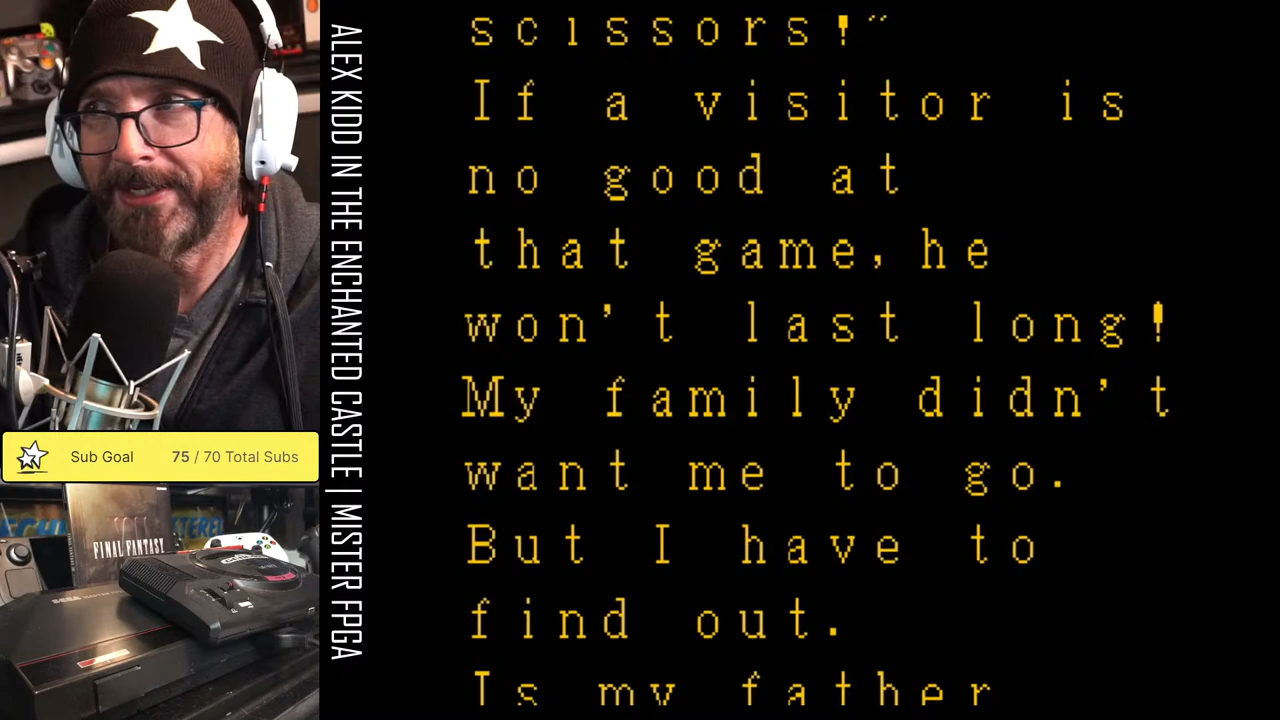 scissors!"
If a visitor is
no good at
that game, he
won't last long!
My family didn't
want me to go.
But I have to
find out.
Is my father
ALEX KIDD IN THE ENCHANTED CASTLE | MISTER FPGA
Sub Goal 75 / 70 Total Subs
FINAL FANTASY
SEGA